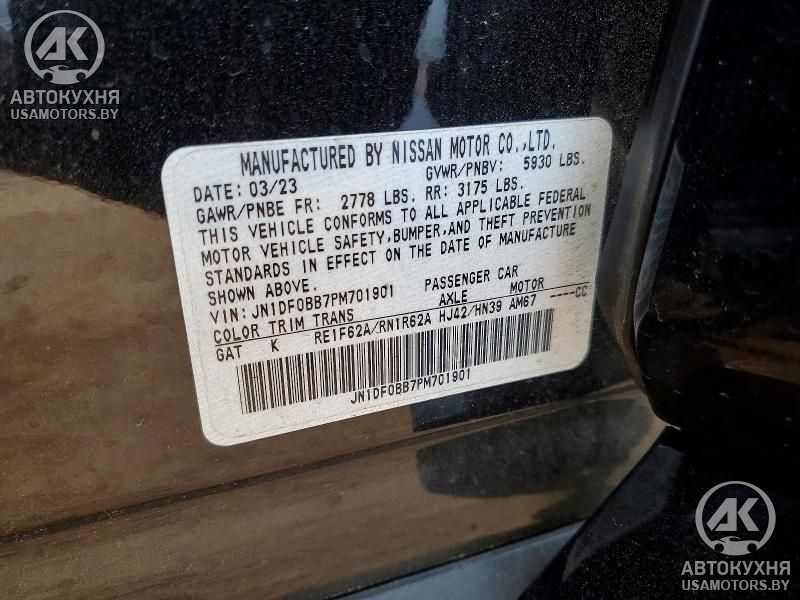 AK
АВТОКУХНЯ
USAMOTORS.BY
MANUFACTURED BY NISSAN MOTOR CO.,LTD.
DATE: 03/23 GVWR/PNBV: 5930 LBS.
GAWR/PNBE FR: 2778 LBS. RR: 3175 LBS.
THIS VEHICLE CONFORMS TO ALL APPLICABLE FEDERAL
MOTOR VEHICLE SAFETY,BUMPER,AND THEFT PREVENTION
STANDARDS IN EFFECT ON THE DATE OF MANUFACTURE
SHOWN ABOVE.
VIN: JN1DF0BB7PM701901 PASSENGER CAR
COLOR TRIM TRANS AXLE MOTOR
GAT K RE1F62A/RN1R62A HJ42/HN39 AM67 ----CC
JN1DF0BB7PM701901
AK
АВТОКУХНЯ
USAMOTORS.BY